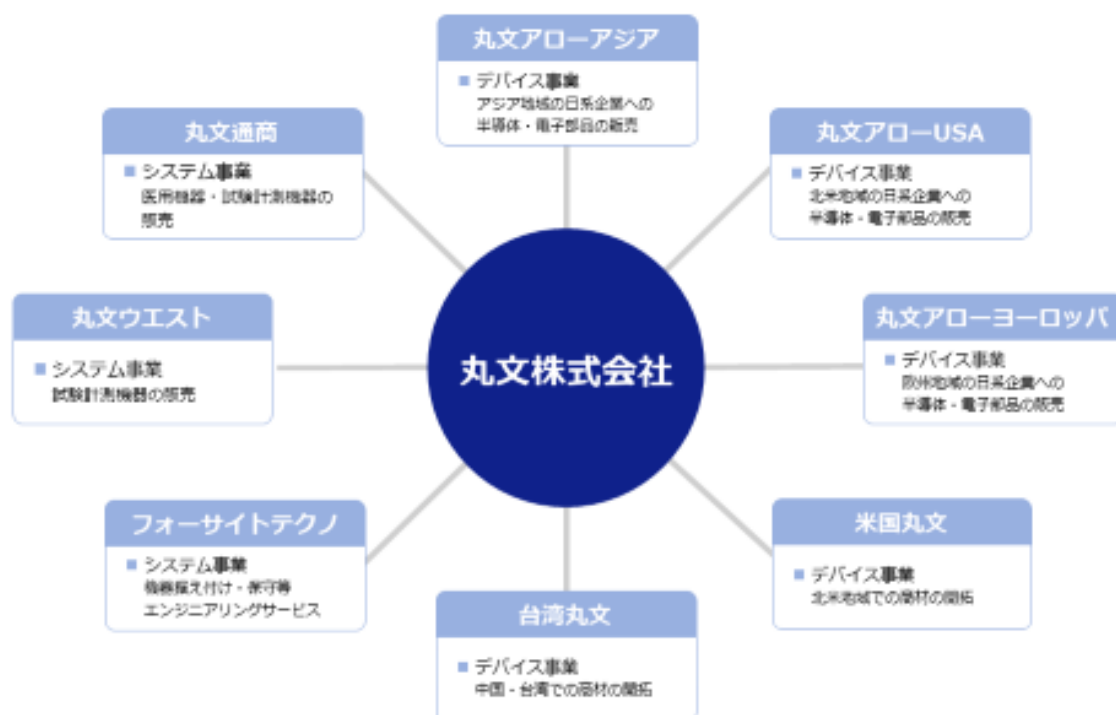 丸文アローアジア
デバイス事業
アジア地域の日系企業への
半導体・電子部品の販売
丸文通商
システム事業
医用機器・試験計測機器の
販売
丸文アローUSA
デバイス事業
北米地域の日系企業への
半導体・電子部品の販売
丸文ウエスト
システム事業
試験計測機器の販売
丸文株式会社
丸文アローヨーロッパ
デバイス事業
欧州地域の日系企業への
半導体・電子部品の販売
フォーサイトテクノ
システム事業
機器据え付け・保守等
エンジニアリングサービス
米国丸文
デバイス事業
北米地域での商材の開拓
台湾丸文
デバイス事業
中国・台湾での商材の開拓